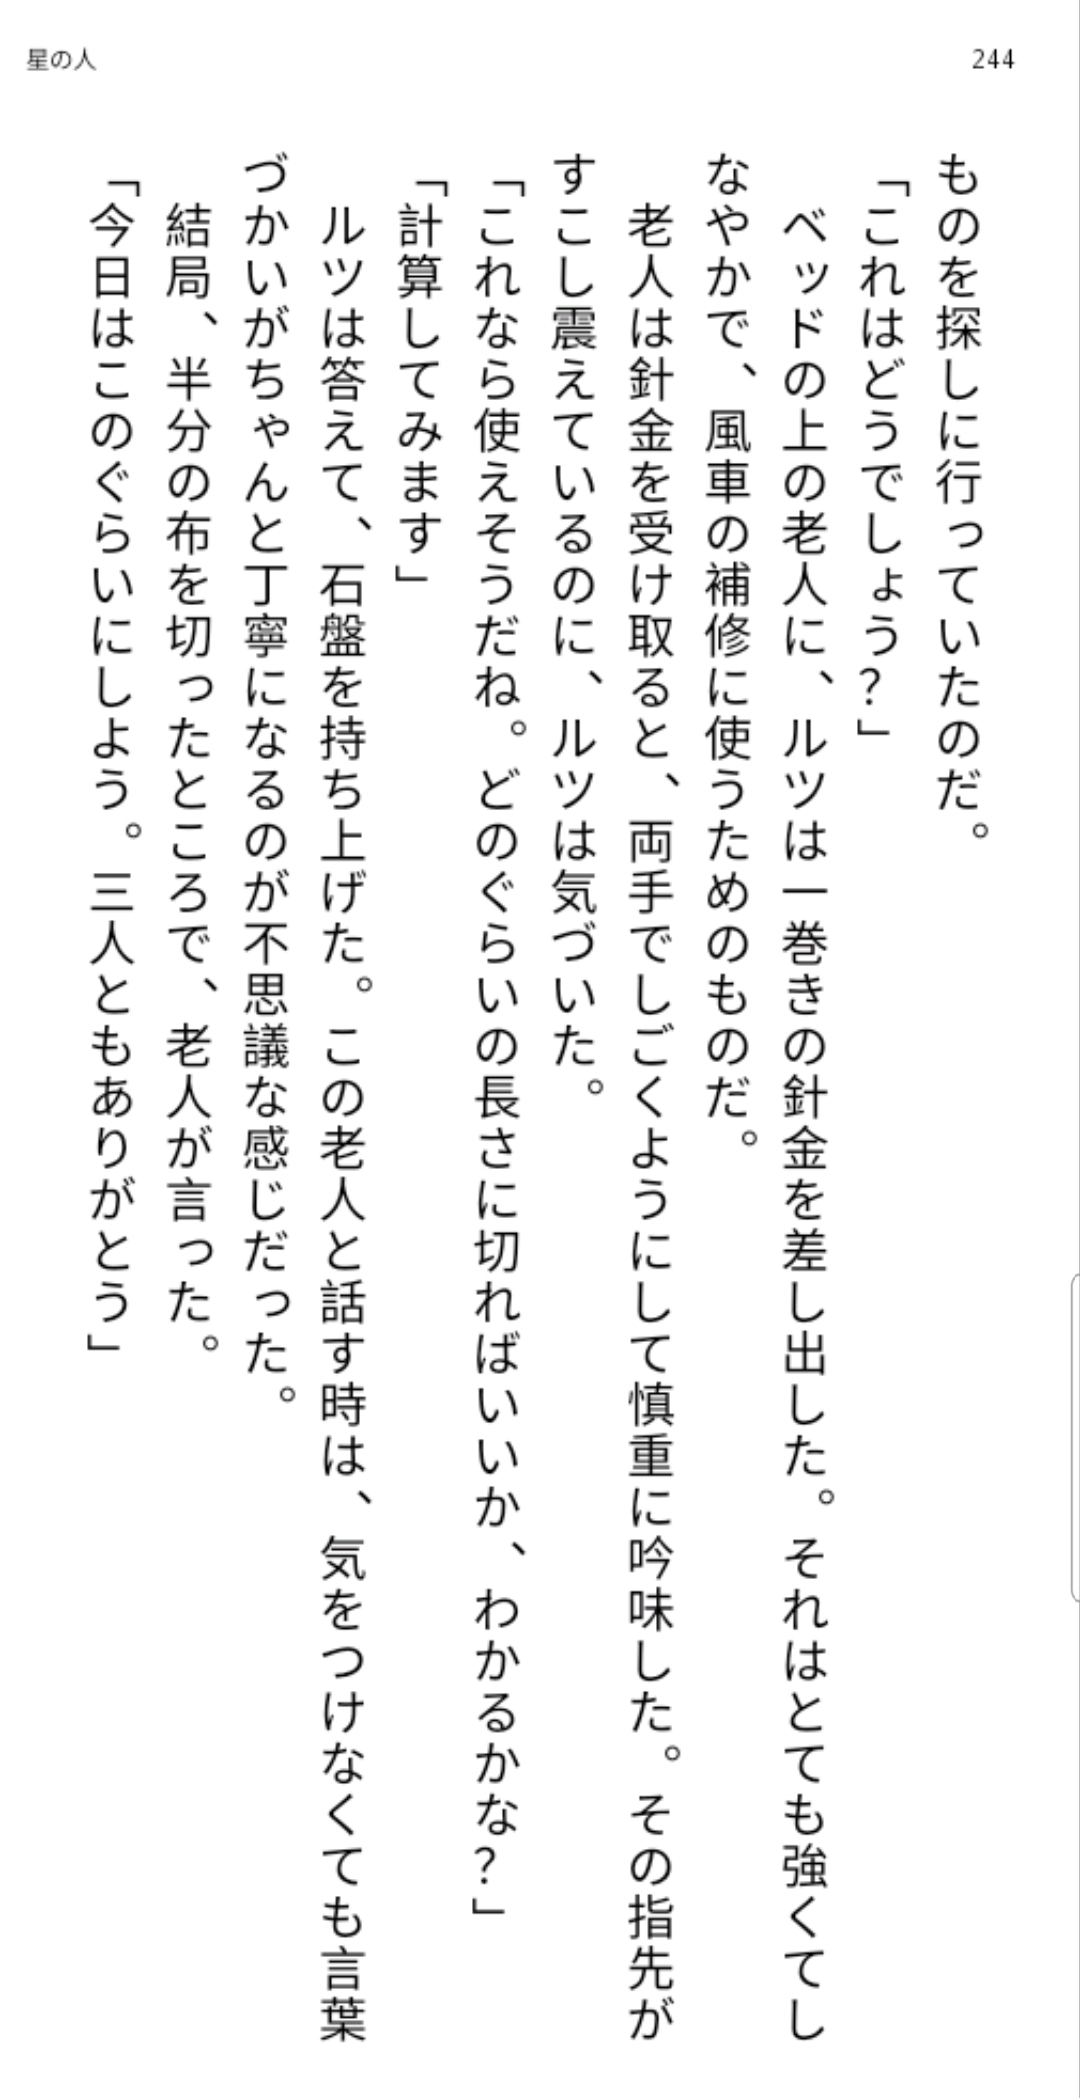 星の人
244
ものを探しに行っていたのだ。
「これはどうでしょう？」
　ベッドの上の老人に、ルツは一巻きの針金を差し出した。それはとても強くてし
なやかで、風車の補修に使うためのものだ。
　老人は針金を受け取ると、両手でしごくようにして慎重に吟味した。その指先が
すこし震えているのに、ルツは気づいた。
「これなら使えそうだね。どのぐらいの長さに切ればいいか、わかるかな？」
「計算してみます」
　ルツは答えて、石盤を持ち上げた。この老人と話す時は、気をつけなくても言葉
づかいがちゃんと丁寧になるのが不思議な感じだった。
　結局、半分の布を切ったところで、老人が言った。
「今日はこのぐらいにしよう。三人ともありがとう」